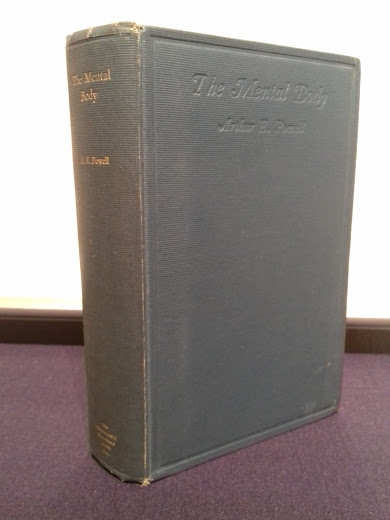 The Mental
Body
A. E. Powell
The Mental Body
Arthur E. Powell